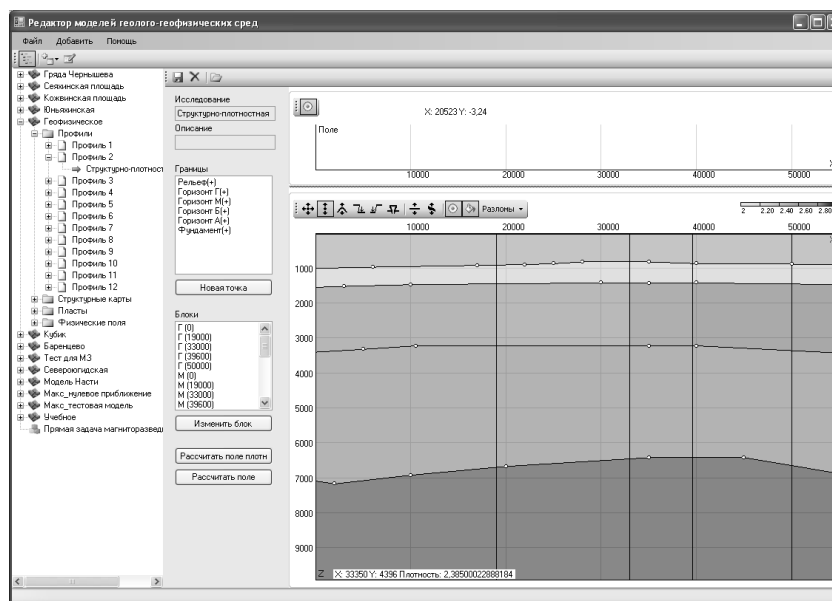 Редактор моделей геолого-геофизических сред
Файл Добавить Помощь
Гряда Чернышева
Сеяхинская площадь
Кожвинская площадь
Юньяхинская
Геофизическое
Профили
Профиль 1
Профиль 2
Структурно-плотност
Профиль 3
Профиль 4
Профиль 5
Профиль 6
Профиль 7
Профиль 8
Профиль 9
Профиль 10
Профиль 11
Профиль 12
Структурные карты
Пласты
Физические поля
Кубик
Баренцево
Тест для МЗ
Североюгидская
Модель Насти
Макс_нулевое приближение
Макс_тестовая модель
Учебное
Прямая задача магниторазвед
Исследование
Структурно-плотностная
Описание
Границы
Рельеф(+)
Горизонт Г(+)
Горизонт М(+)
Горизонт Б(+)
Горизонт А(+)
Фундамент(+)
Новая точка
Блоки
Г (0)
Г (19000)
Г (33000)
Г (39600)
Г (50000)
М (0)
М (19000)
М (33000)
М (39600)
Изменить блок
Рассчитать поле плотн
Рассчитать поле
X: 20523 Y: -3,24
Поле
X
10000 20000 30000 40000 50000
Разломы
2 2.20 2.40 2.60 2.80
10000 20000 30000 40000 50000
X
1000
2000
3000
4000
5000
6000
7000
8000
9000
Z X: 33350 Y: 4396 Плотность: 2,38500022888184